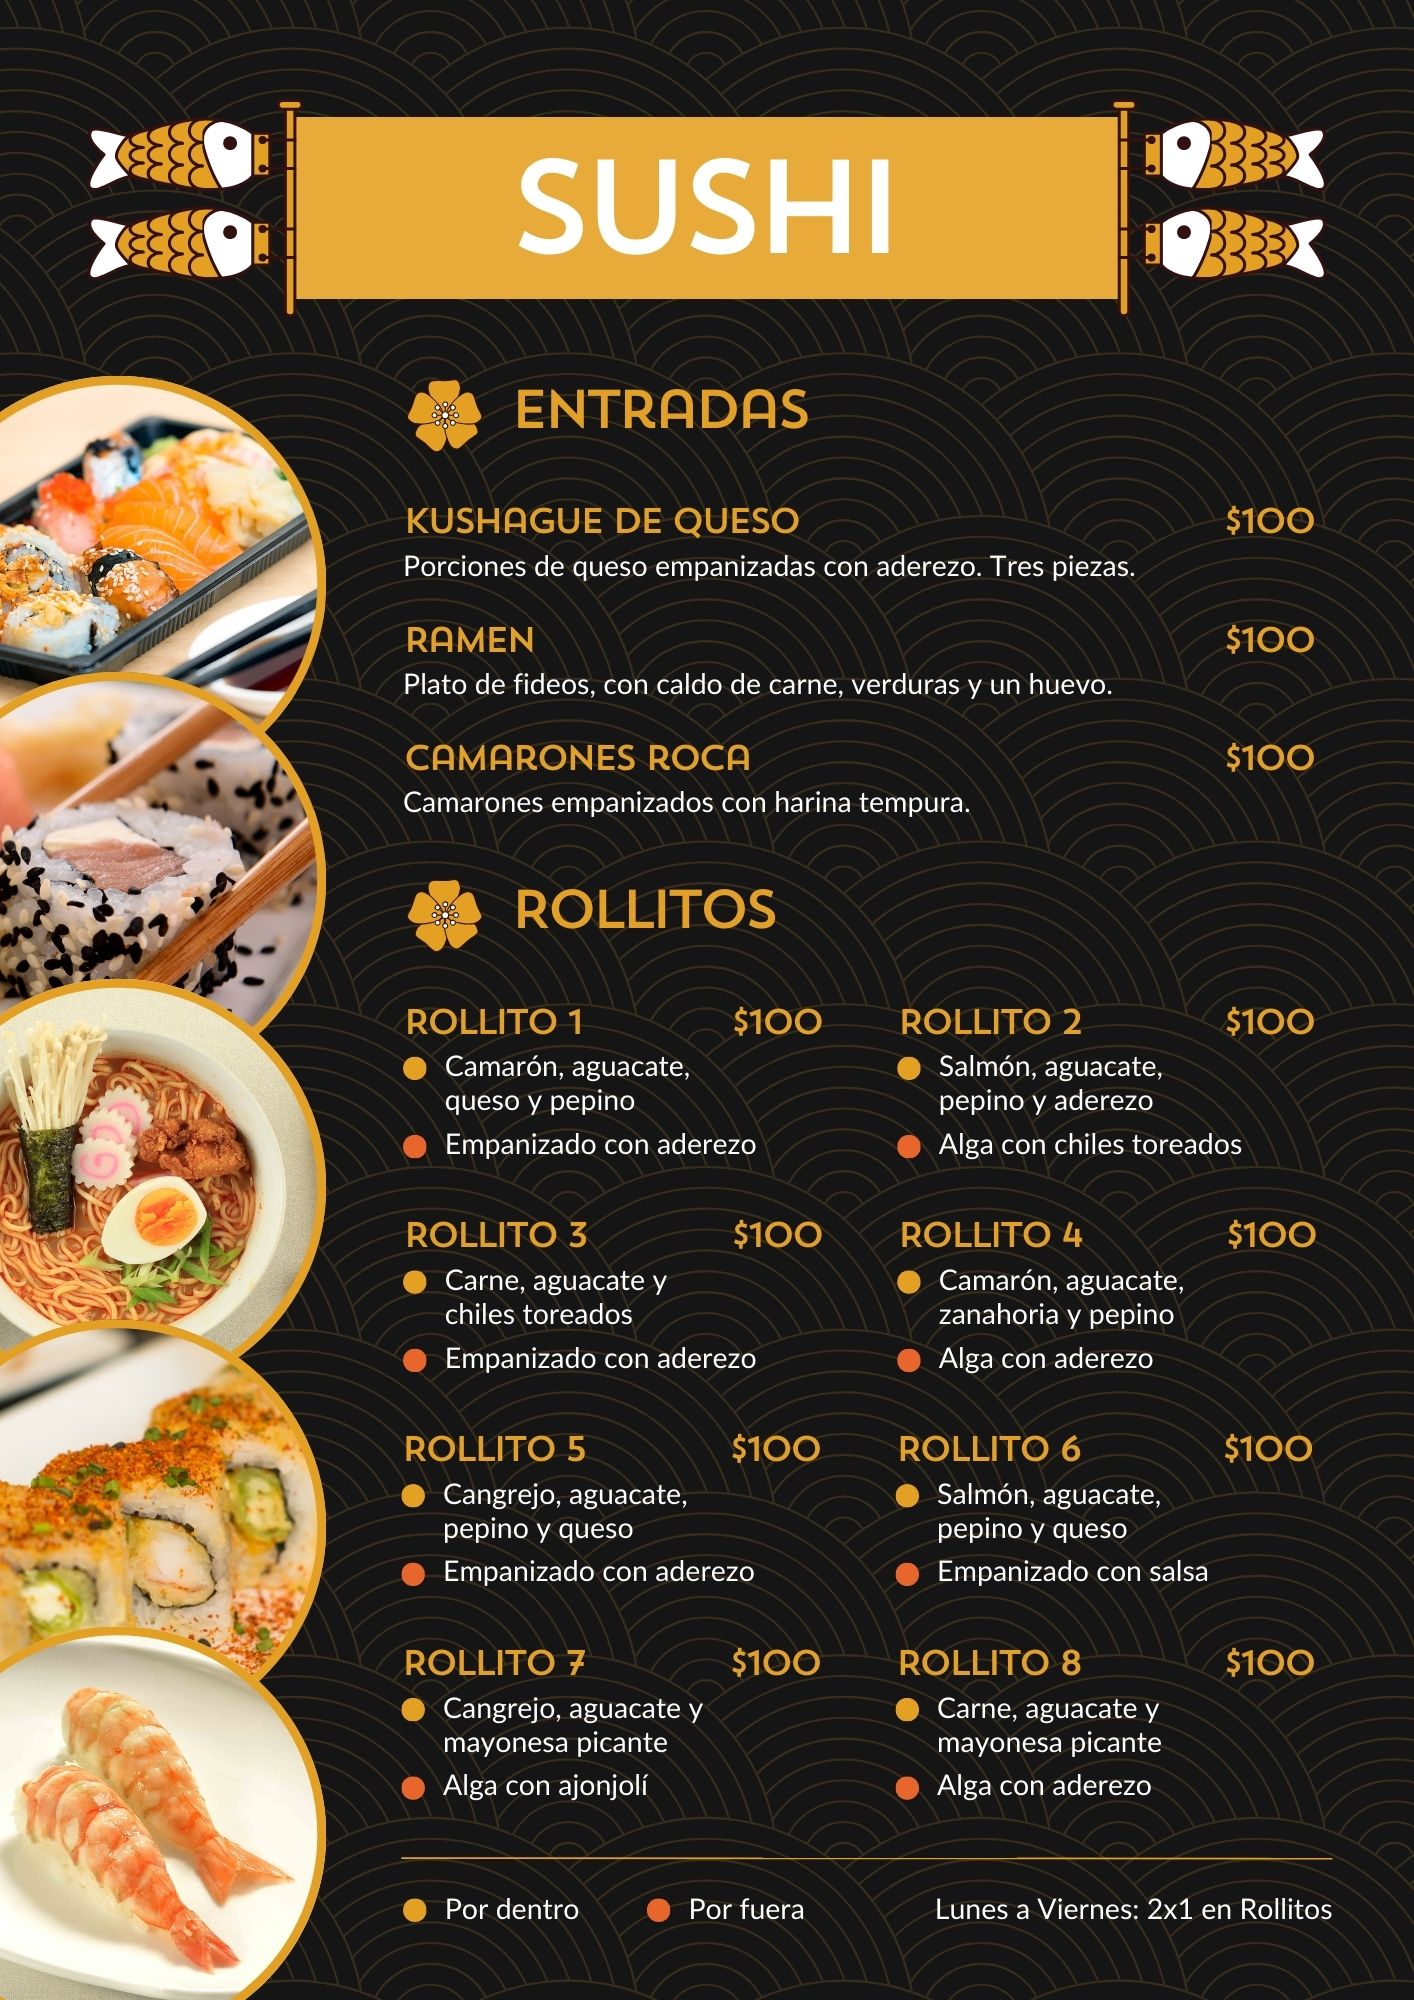 SUSHI
ENTRADAS
KUSHAGUE DE QUESO $100
Porciones de queso empanizadas con aderezo. Tres piezas.
RAMEN $100
Plato de fideos, con caldo de carne, verduras y un huevo.
CAMARONES ROCA $100
Camarones empanizados con harina tempura.
ROLLITOS
ROLLITO 1 $100
Camarón, aguacate,
queso y pepino
Empanizado con aderezo
ROLLITO 2 $100
Salmón, aguacate,
pepino y aderezo
Alga con chiles toreados
ROLLITO 3 $100
Carne, aguacate y
chiles toreados
Empanizado con aderezo
ROLLITO 4 $100
Camarón, aguacate,
zanahoria y pepino
Alga con aderezo
ROLLITO 5 $100
Cangrejo, aguacate,
pepino y queso
Empanizado con aderezo
ROLLITO 6 $100
Salmón, aguacate,
pepino y queso
Empanizado con salsa
ROLLITO 7 $100
Cangrejo, aguacate y
mayonesa picante
Alga con ajonjolí
ROLLITO 8 $100
Carne, aguacate y
mayonesa picante
Alga con aderezo
Por dentro Por fuera Lunes a Viernes: 2x1 en Rollitos